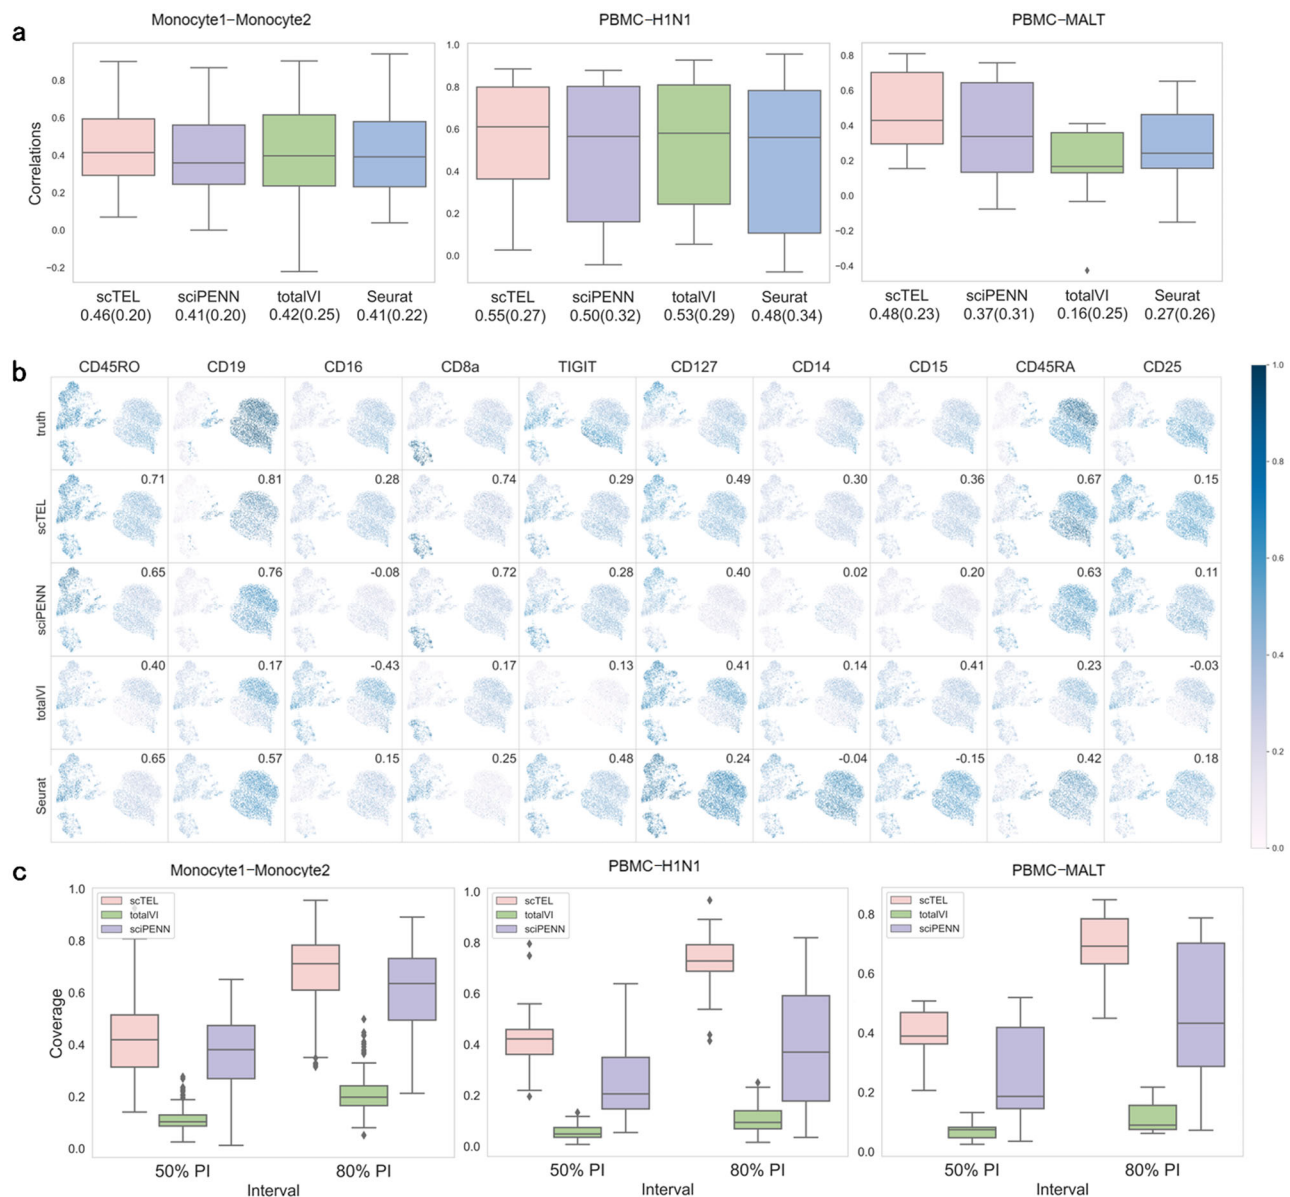 a
Monocyte1−Monocyte2 PBMC−H1N1 PBMC−MALT
Correlations
0.8
0.6
0.4
0.2
0.0
−0.2
1.0
0.8
0.6
0.4
0.2
0.0
0.8
0.6
0.4
0.2
0.0
−0.2
−0.4
scTEL sciPENN totalVI Seurat scTEL sciPENN totalVI Seurat scTEL sciPENN totalVI Seurat
0.46(0.20) 0.41(0.20) 0.42(0.25) 0.41(0.22) 0.55(0.27) 0.50(0.32) 0.53(0.29) 0.48(0.34) 0.48(0.23) 0.37(0.31) 0.16(0.25) 0.27(0.26)
b
CD45RO CD19 CD16 CD8a TIGIT CD127 CD14 CD15 CD45RA CD25
truth
scTEL 0.71 0.81 0.28 0.74 0.29 0.49 0.30 0.36 0.67 0.15
sciPENN 0.65 0.76 -0.08 0.72 0.28 0.40 0.02 0.20 0.63 0.11
totalVI 0.40 0.17 -0.43 0.17 0.13 0.41 0.14 0.41 0.23 -0.03
Seurat 0.65 0.57 0.15 0.25 0.48 0.24 -0.04 -0.15 0.42 0.18
1.0
0.8
0.6
0.4
0.2
0.0
c
Monocyte1−Monocyte2 PBMC−H1N1 PBMC−MALT
Coverage
1.0
0.8
0.6
0.4
0.2
0.0
scTEL
totalVI
sciPENN
50% PI 80% PI
Interval
1.0
0.8
0.6
0.4
0.2
0.0
scTEL
totalVI
sciPENN
50% PI 80% PI
Interval
0.8
0.6
0.4
0.2
0.0
scTEL
totalVI
sciPENN
50% PI 80% PI
Interval